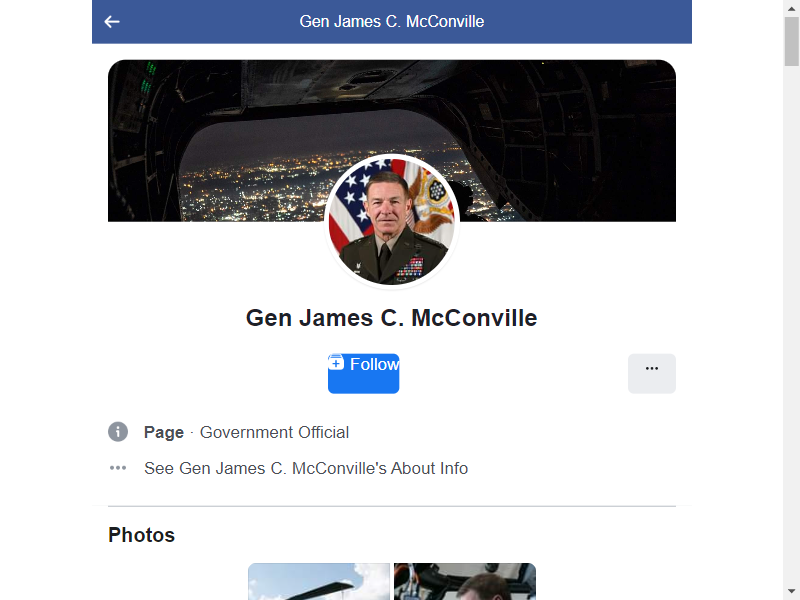 Gen James C. McConville
Gen James C. McConville
Follow
Page · Government Official
See Gen James C. McConville's About Info
Photos